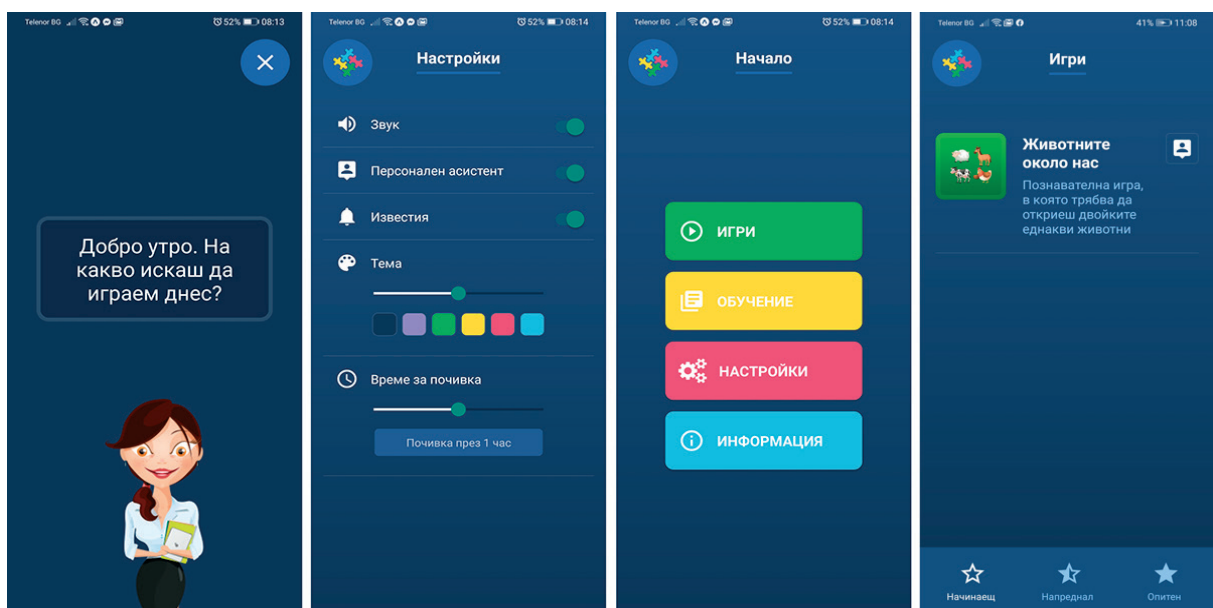 Telenor BG 52% 08:13
Добро утро. На
какво искаш да
играем днес?
Telenor BG 52% 08:14
Настройки
Звук
Персонален асистент
Известия
Тема
Време за почивка
Почивка през 1 час
Telenor BG 52% 08:14
Начало
ИГРИ
ОБУЧЕНИЕ
НАСТРОЙКИ
ИНФОРМАЦИЯ
Telenor BG 41% 11:08
Игри
Животните
около нас
Познавателна игра,
в която трябва да
откриеш двойките
еднакви животни
Начинаещ Напреднал Опитен